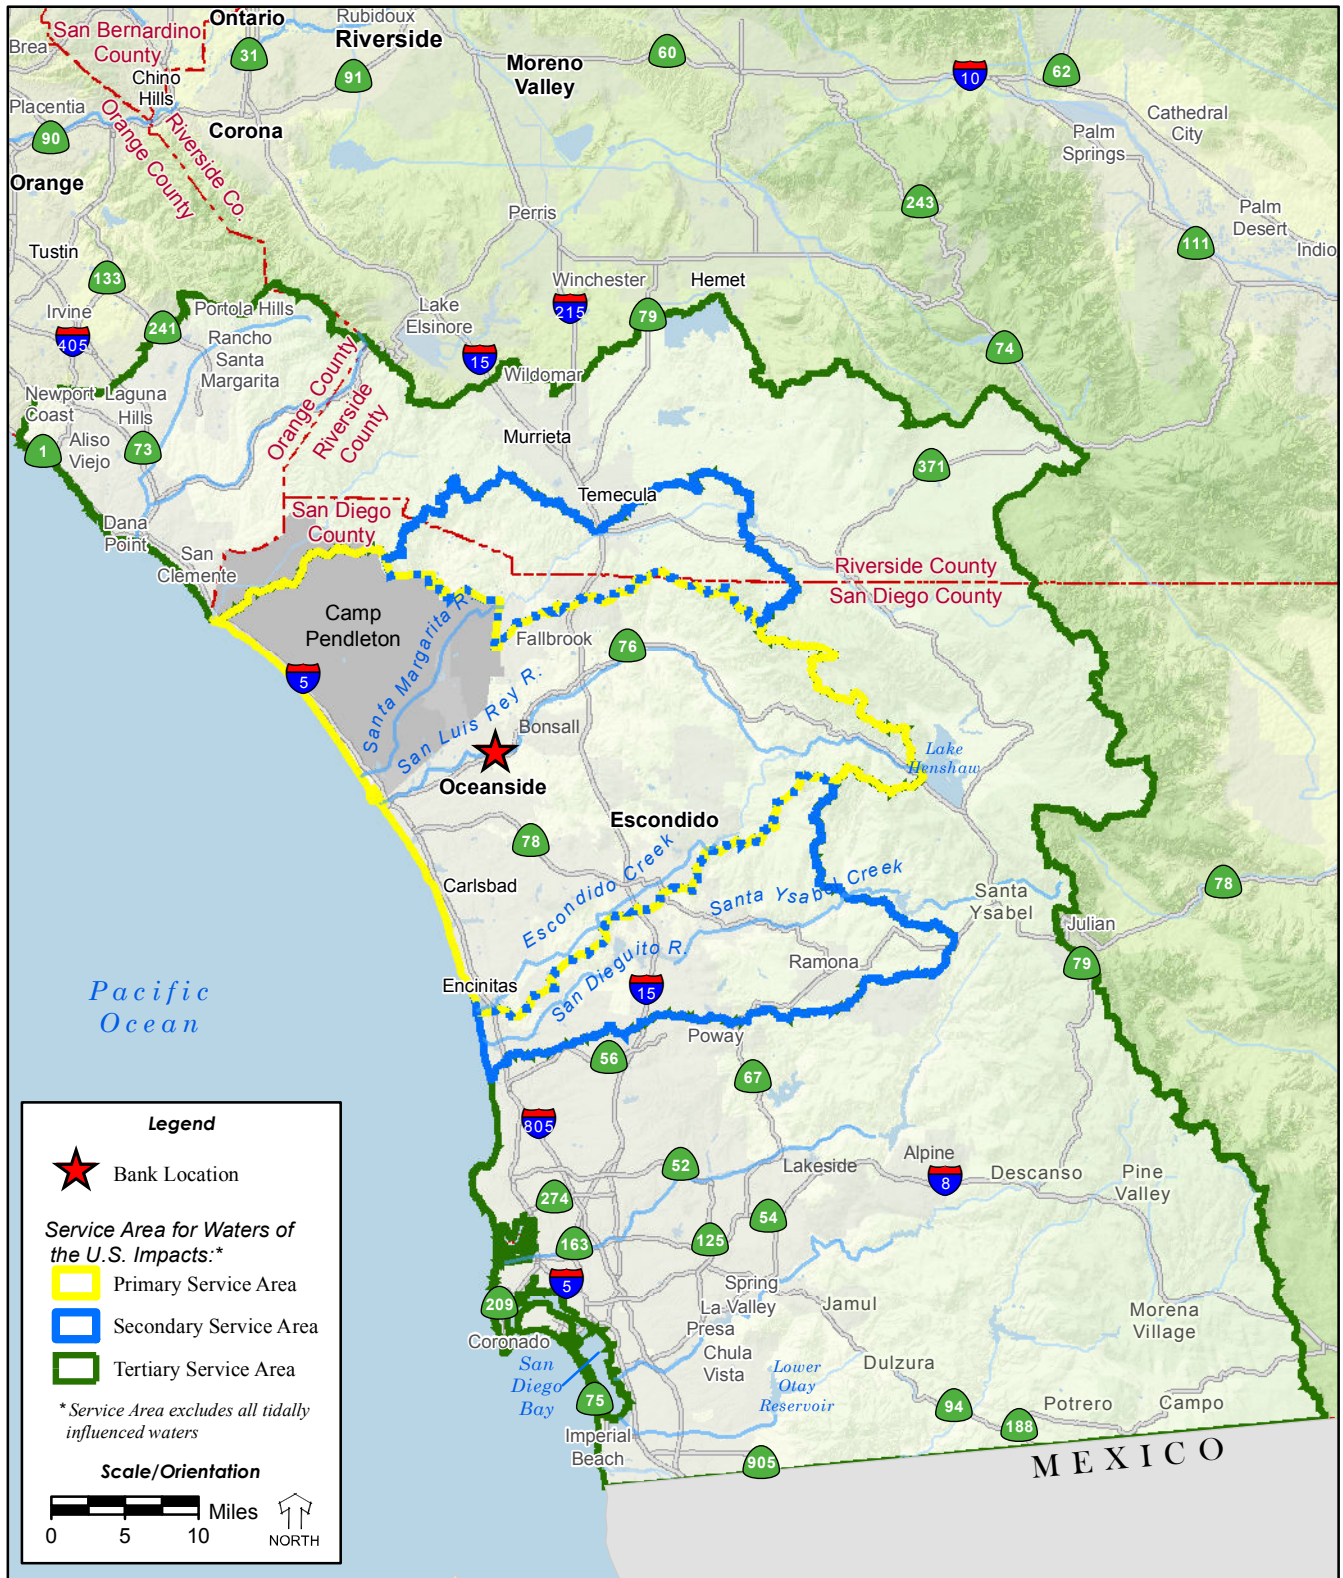 San Bernardino
County
Ontario
Rubidoux
Riverside
Brea
31
91
60
Moreno
Valley
10
62
Chino
Hills
Placentia
90
Corona
Orange County
Riverside Co.
Orange
Cathedral
City
Palm
Springs
243
Palm
Desert
111
Indio
Perris
Tustin
133
Irvine
405
241
Portola Hills
Rancho
Santa
Margarita
Lake
Elsinore
15
Winchester
215
79
Hemet
74
Wildomar
Newport
Coast
Laguna
Hills
Aliso
Viejo
1
73
Orange County
Riverside
County
Murrieta
371
Temecula
San Diego
County
Dana
Point
San
Clemente
Riverside County
San Diego County
Camp
Pendleton
Santa Margarita R.
Fallbrook
76
5
San Luis Rey R.
Bonsall
Lake
Henshaw
Oceanside
Escondido
78
Carlsbad
Escondido Creek
Santa Ysabel Creek
Santa
Ysabel
78
Julian
79
San Dieguito R.
Ramona
Encinitas
15
Pacific
Ocean
Poway
56
67
805
52
Lakeside
Alpine
8
Descanso
Pine
Valley
274
54
163
125
5
209
Spring
Valley
La
Presa
Jamul
Coronado
San
Diego
Bay
Chula
Vista
Morena
Village
Lower
Otay
Reservoir
Dulzura
75
94
188
Potrero
Campo
Imperial
Beach
905
MEXICO
Legend
Bank Location
Service Area for Waters of
the U.S. Impacts:*
Primary Service Area
Secondary Service Area
Tertiary Service Area
* Service Area excludes all tidally
influenced waters
Scale/Orientation
Miles
0 5 10
NORTH